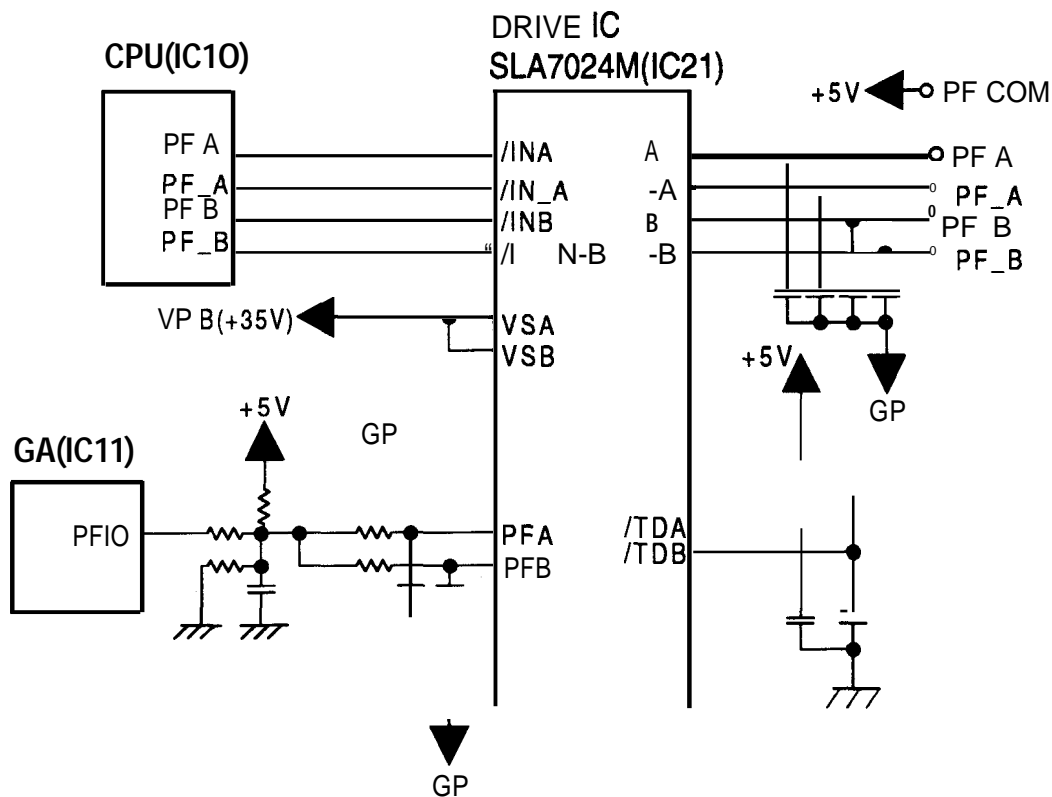 DRIVE IC
SLA7024M(IC21)
CPU(IC10)
+5V
PF COM
PF A
PF_A
PF B
PF_B
/INA
/IN_A
/INB
"/I N-B
A
-A
B
-B
PF A
PF_A
PF B
PF_B
VP B(+35V)
VSA
VSB
+5V
GP
+5V
GP
GA(IC11)
PFIO
PFA
PFB
/TDA
/TDB
GP